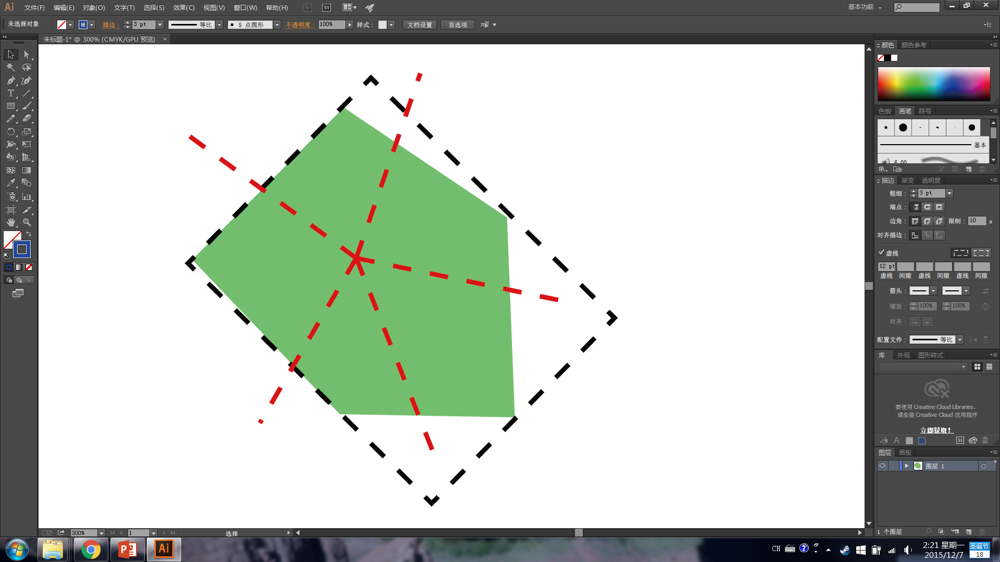 Ai 文件(F) 编辑(E) 对象(O) 文字(T) 选择(S) 效果(C) 视图(V) 窗口(W) 帮助(H) Br St 基本功能
未选择对象 描边: 3 pt 等比 5 点圆形 不透明度: 100% 样式: 文档设置 首选项
未标题-1* @ 300% (CMYK/GPU 预览) ×
颜色 颜色参考
色板 画笔 符号
基本
6.00
描边 渐变 透明度
粗细: 3 pt
端点:
边角: 限制: 10 x
对齐描边:
虚线
12 pt
虚线 间隙 虚线 间隙 虚线 间隙
箭头:
缩放: 100% 100%
对齐:
配置文件: 等比
库 外观 图形样式
要使用 Creative Cloud Libraries,
请安装 Creative Cloud 应用程序
立即获取!
St
图层 画板
图层 1
1 个图层
300% 1 选择
Ai
CH
2:21 星期一
2015/12/7
圣诞节
18